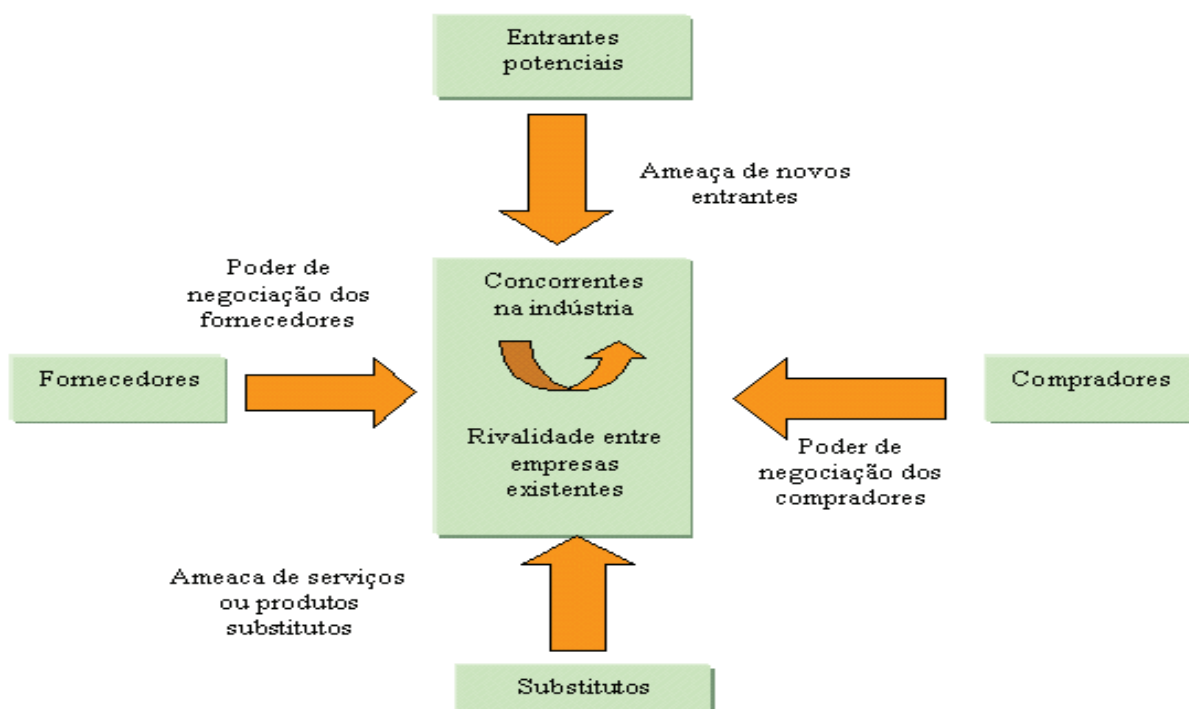 Entrantes
potenciais
Ameaça de novos
entrantes
Poder de
negociação dos
fornecedores
Concorrentes
na indústria
Fornecedores
Compradores
Rivalidade entre
empresas
existentes
Poder de
negociação dos
compradores
Ameaca de serviços
ou produtos
substitutos
Substitutos